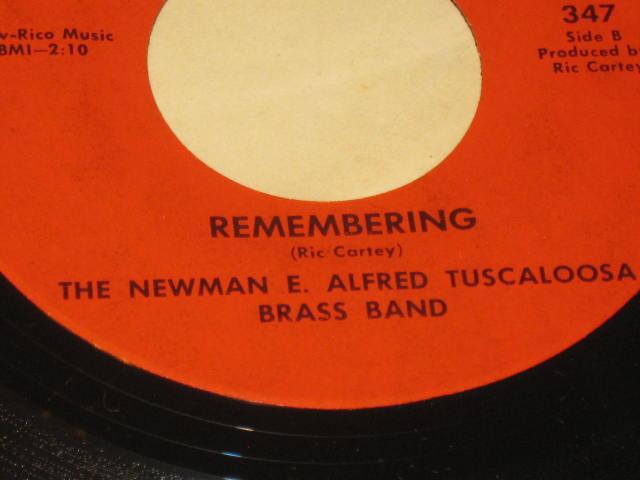 v-Rico Music
BMI—2:10
347
Side B
Produced by
Ric Cartey
REMEMBERING
(Ric Cartey)
THE NEWMAN E. ALFRED TUSCALOOSA
BRASS BAND